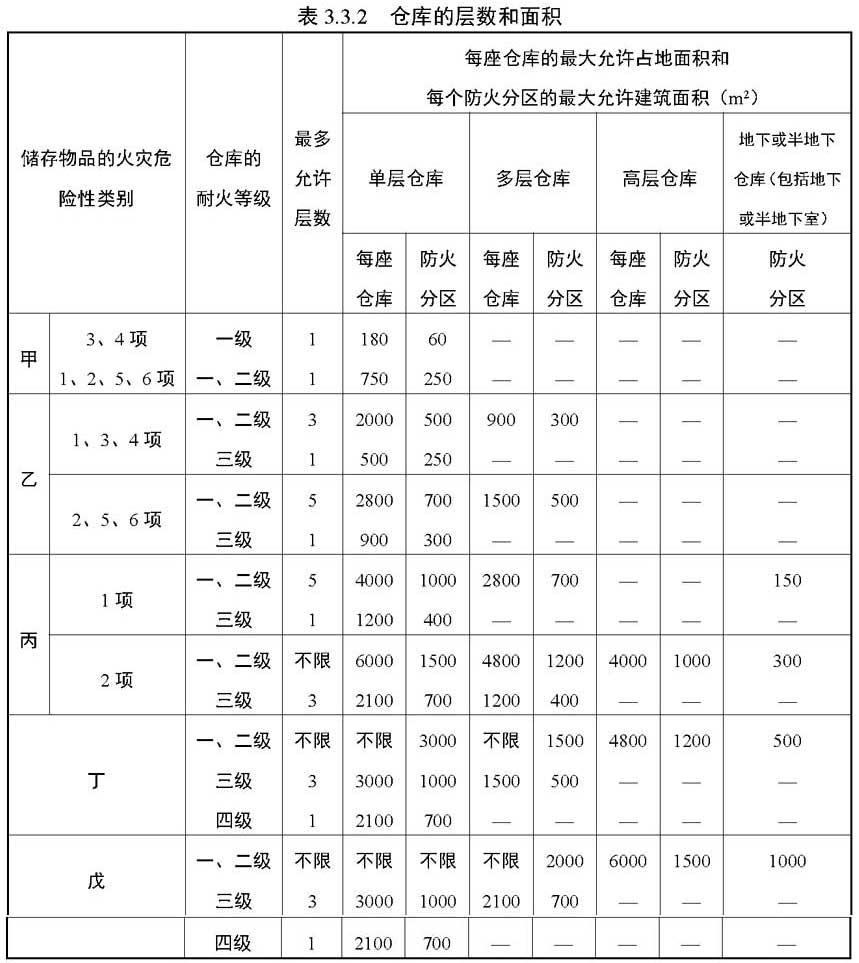 表 3.3.2 仓库的层数和面积
储存物品的火灾危
险性类别
仓库的
耐火等级
最多
允许
层数
每座仓库的最大允许占地面积和
每个防火分区的最大允许建筑面积（m²）
单层仓库 多层仓库 高层仓库
地下或半地下
仓库（包括地下
或半地下室）
每座 防火 每座 防火 每座 防火 防火
仓库 分区 仓库 分区 仓库 分区 分区
甲
3、4 项 一级 1 180 60 — — — — —
1、2、5、6 项 一、二级 1 750 250 — — — — —
乙
1、3、4 项
一、二级 3 2000 500 900 300 — — —
三级 1 500 250 — — — — —
2、5、6 项
一、二级 5 2800 700 1500 500 — — —
三级 1 900 300 — — — — —
丙
1 项
一、二级 5 4000 1000 2800 700 — — 150
三级 1 1200 400 — — — — —
2 项
一、二级 不限 6000 1500 4800 1200 4000 1000 300
三级 3 2100 700 1200 400 — — —
丁
一、二级 不限 不限 3000 不限 1500 4800 1200 500
三级 3 3000 1000 1500 500 — — —
四级 1 2100 700 — — — — —
戊
一、二级 不限 不限 不限 不限 2000 6000 1500 1000
三级 3 3000 1000 2100 700 — — —
四级 1 2100 700 — — — — —